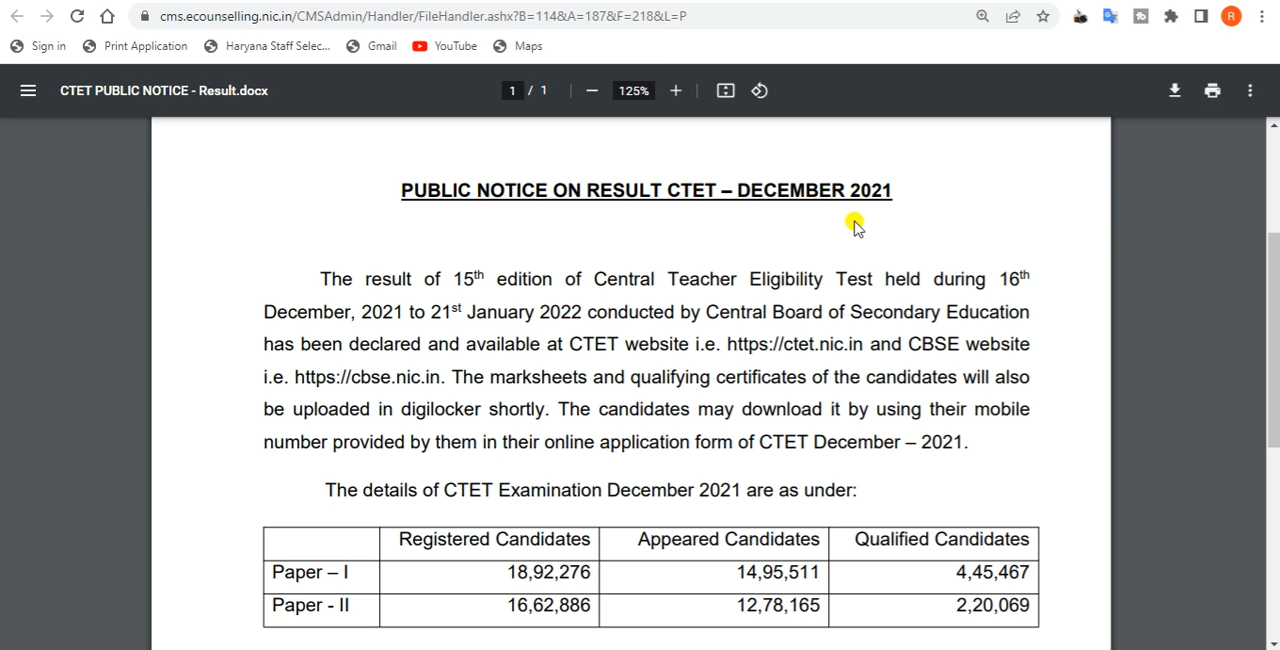 cms.ecounselling.nic.in/CMSAdmin/Handler/FileHandler.ashx?B=114&A=187&F=218&L=P
R
Sign in Print Application Haryana Staff Selec... Gmail YouTube Maps
CTET PUBLIC NOTICE - Result.docx 1 / 1 125%
PUBLIC NOTICE ON RESULT CTET – DECEMBER 2021
The result of 15th edition of Central Teacher Eligibility Test held during 16th
December, 2021 to 21st January 2022 conducted by Central Board of Secondary Education
has been declared and available at CTET website i.e. https://ctet.nic.in and CBSE website
i.e. https://cbse.nic.in. The marksheets and qualifying certificates of the candidates will also
be uploaded in digilocker shortly. The candidates may download it by using their mobile
number provided by them in their online application form of CTET December – 2021.
The details of CTET Examination December 2021 are as under:
Registered Candidates Appeared Candidates Qualified Candidates
Paper – I 18,92,276 14,95,511 4,45,467
Paper - II 16,62,886 12,78,165 2,20,069